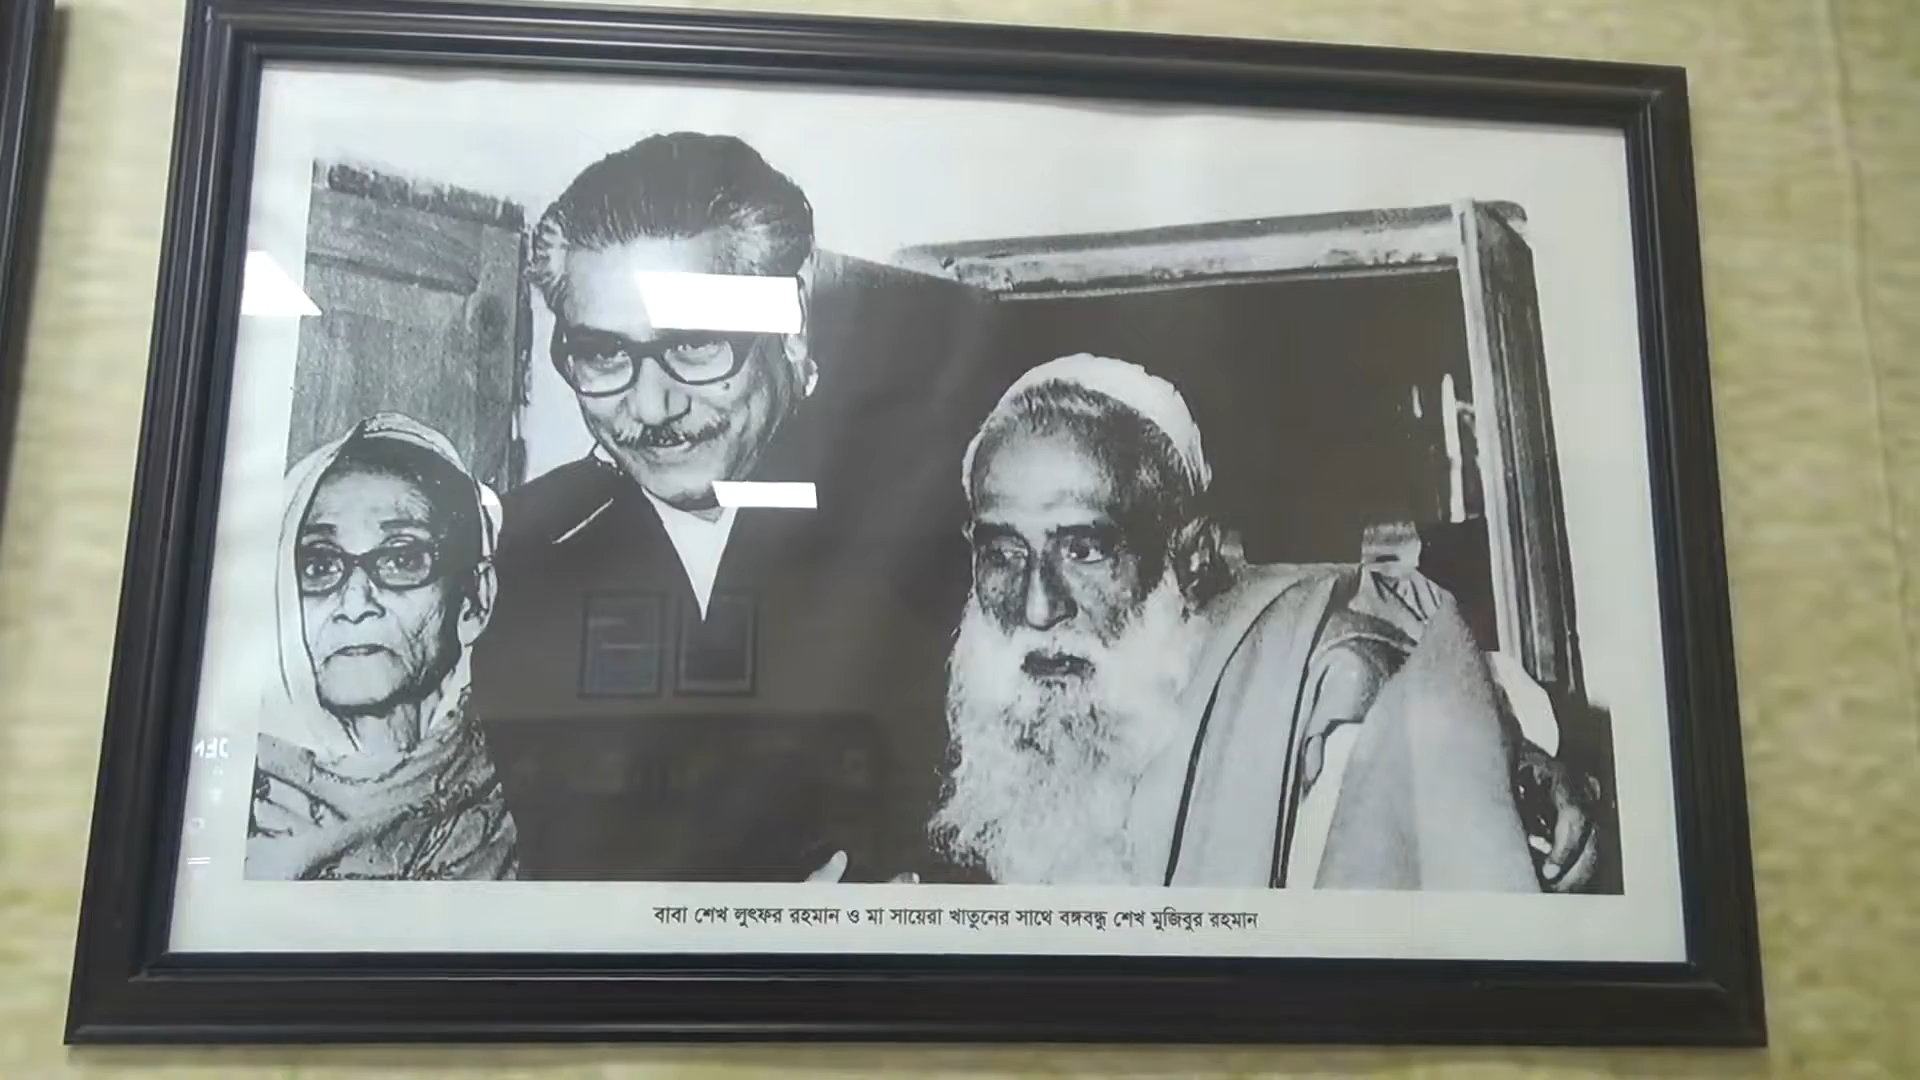 বাবা শেখ লুৎফর রহমান ও মা সায়েরা খাতুনের সাথে বঙ্গবন্ধু শেখ মুজিবুর রহমান